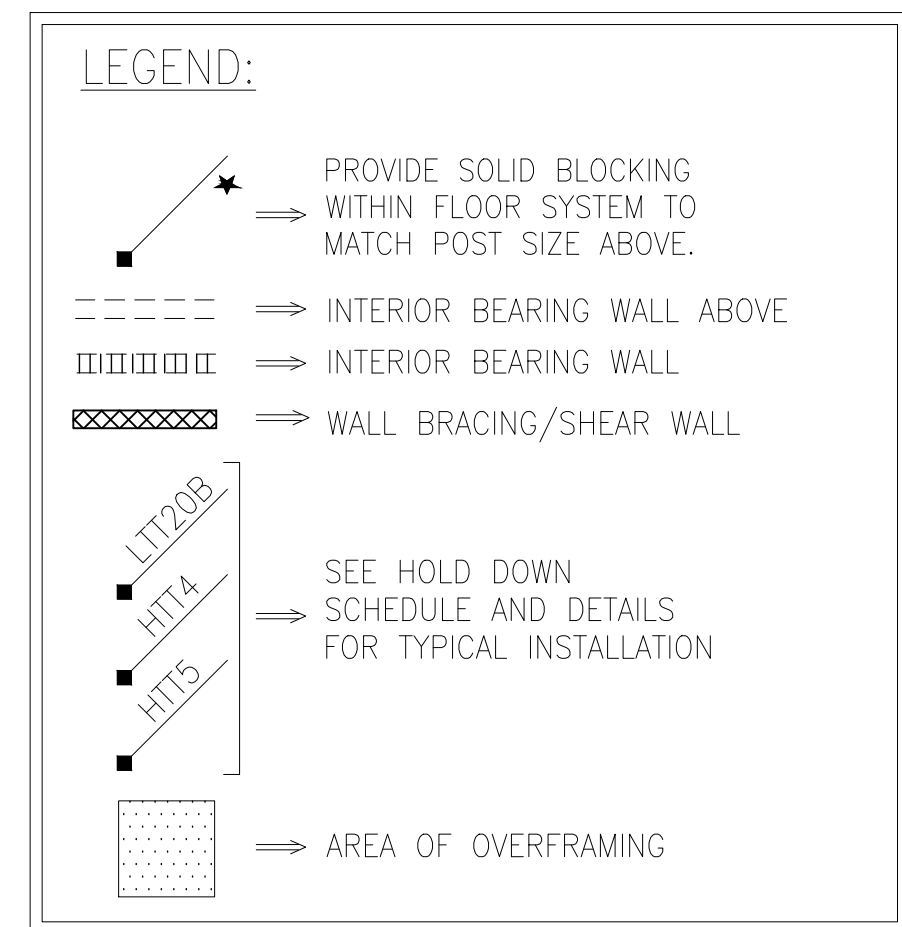 LEGEND:
PROVIDE SOLID BLOCKING
WITHIN FLOOR SYSTEM TO
MATCH POST SIZE ABOVE.
INTERIOR BEARING WALL ABOVE
INTERIOR BEARING WALL
WALL BRACING/SHEAR WALL
LTT20B
HTT4
HTT5
SEE HOLD DOWN
SCHEDULE AND DETAILS
FOR TYPICAL INSTALLATION
AREA OF OVERFRAMING